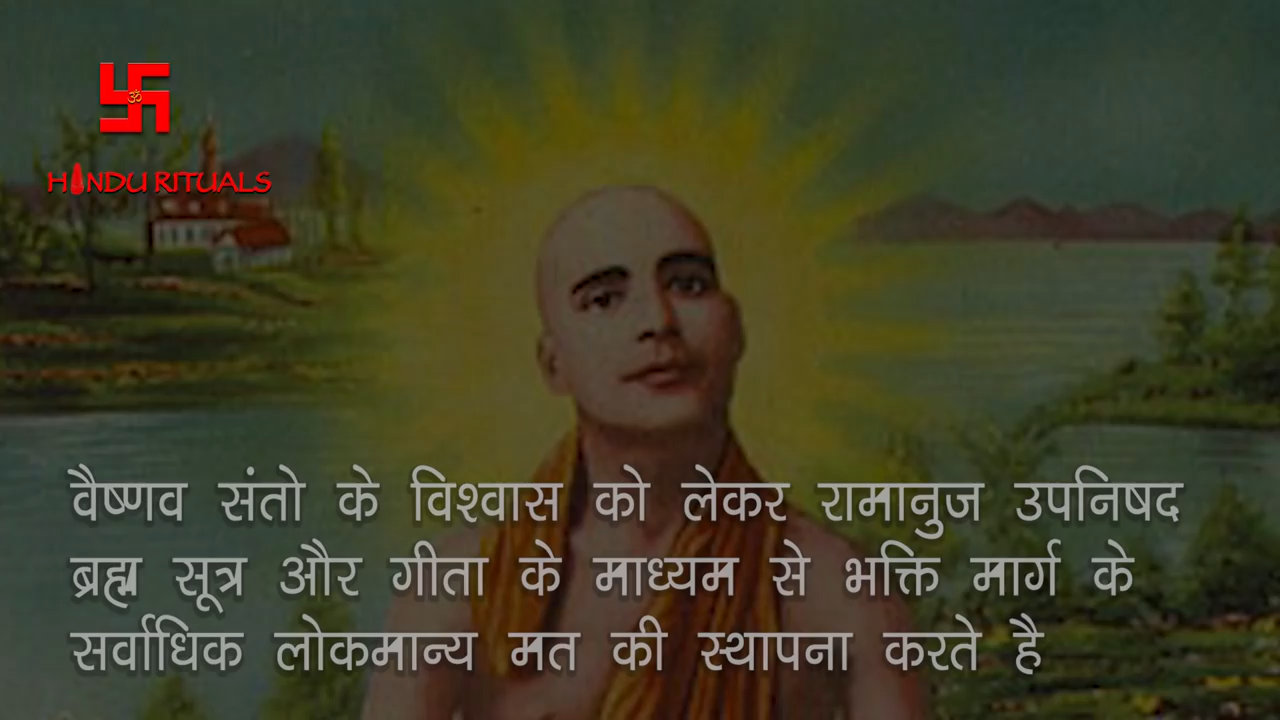 ॐ
HINDU RITUALS
वैष्णव संतो के विश्वास को लेकर रामानुज उपनिषद
ब्रह्म सूत्र और गीता के माध्यम से भक्ति मार्ग के
सर्वाधिक लोकमान्य मत की स्थापना करते है